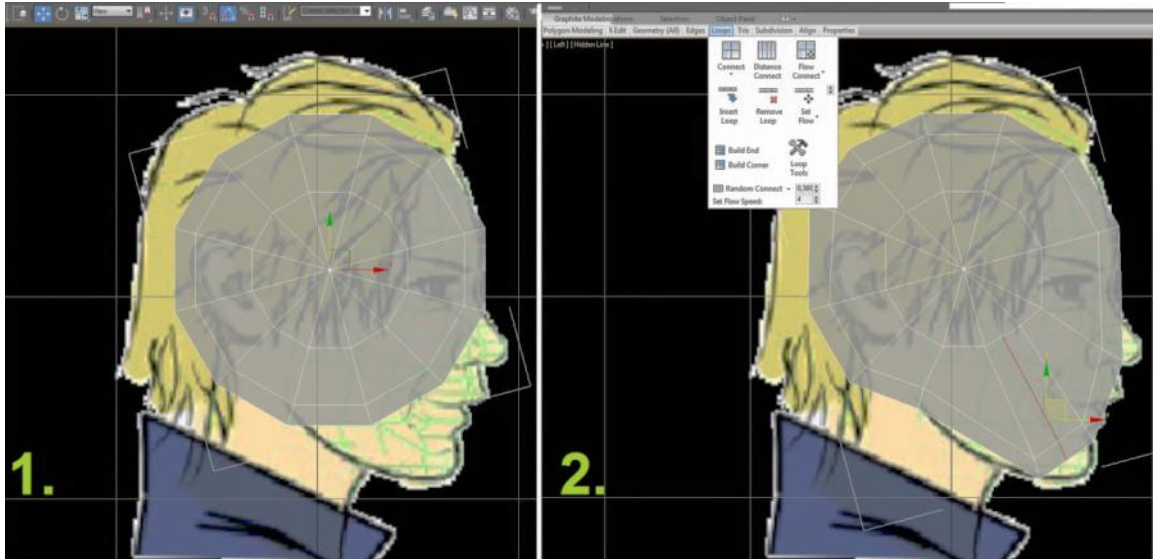 View
Graphite Modeling Freeform Selection Object Paint
Polygon Modeling Edit Geometry (All) Edges Loops Tris Subdivision Align Properties
] [ Left ] [ Hidden Line ]
Connect Distance Connect Flow Connect
Insert Loop Remove Loop Set Flow
Build End
Build Corner
Loop Tools
Random Connect
Set Flow Speed: 4
1.
2.